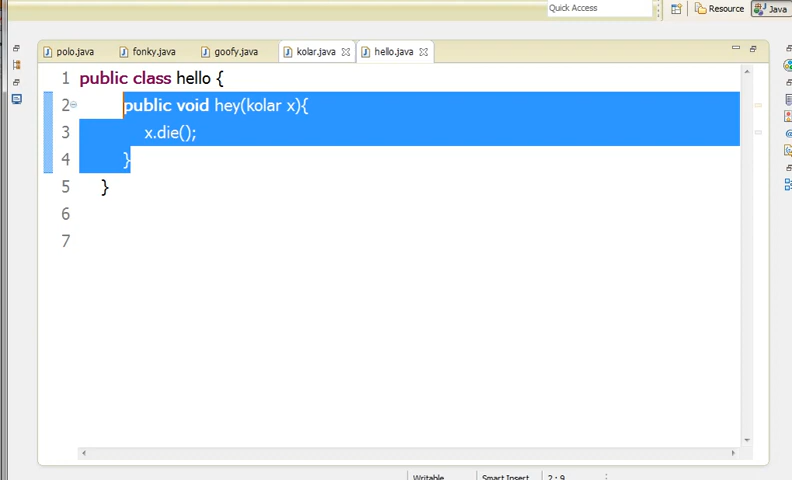 Quick Access
Resource
Java
polo.java
fonky.java
goofy.java
kolar.java
hello.java
1 public class hello {
2 public void hey(kolar x){
3 x.die();
4 }
5 }
6
7
Writable
Smart Insert
2 : 9